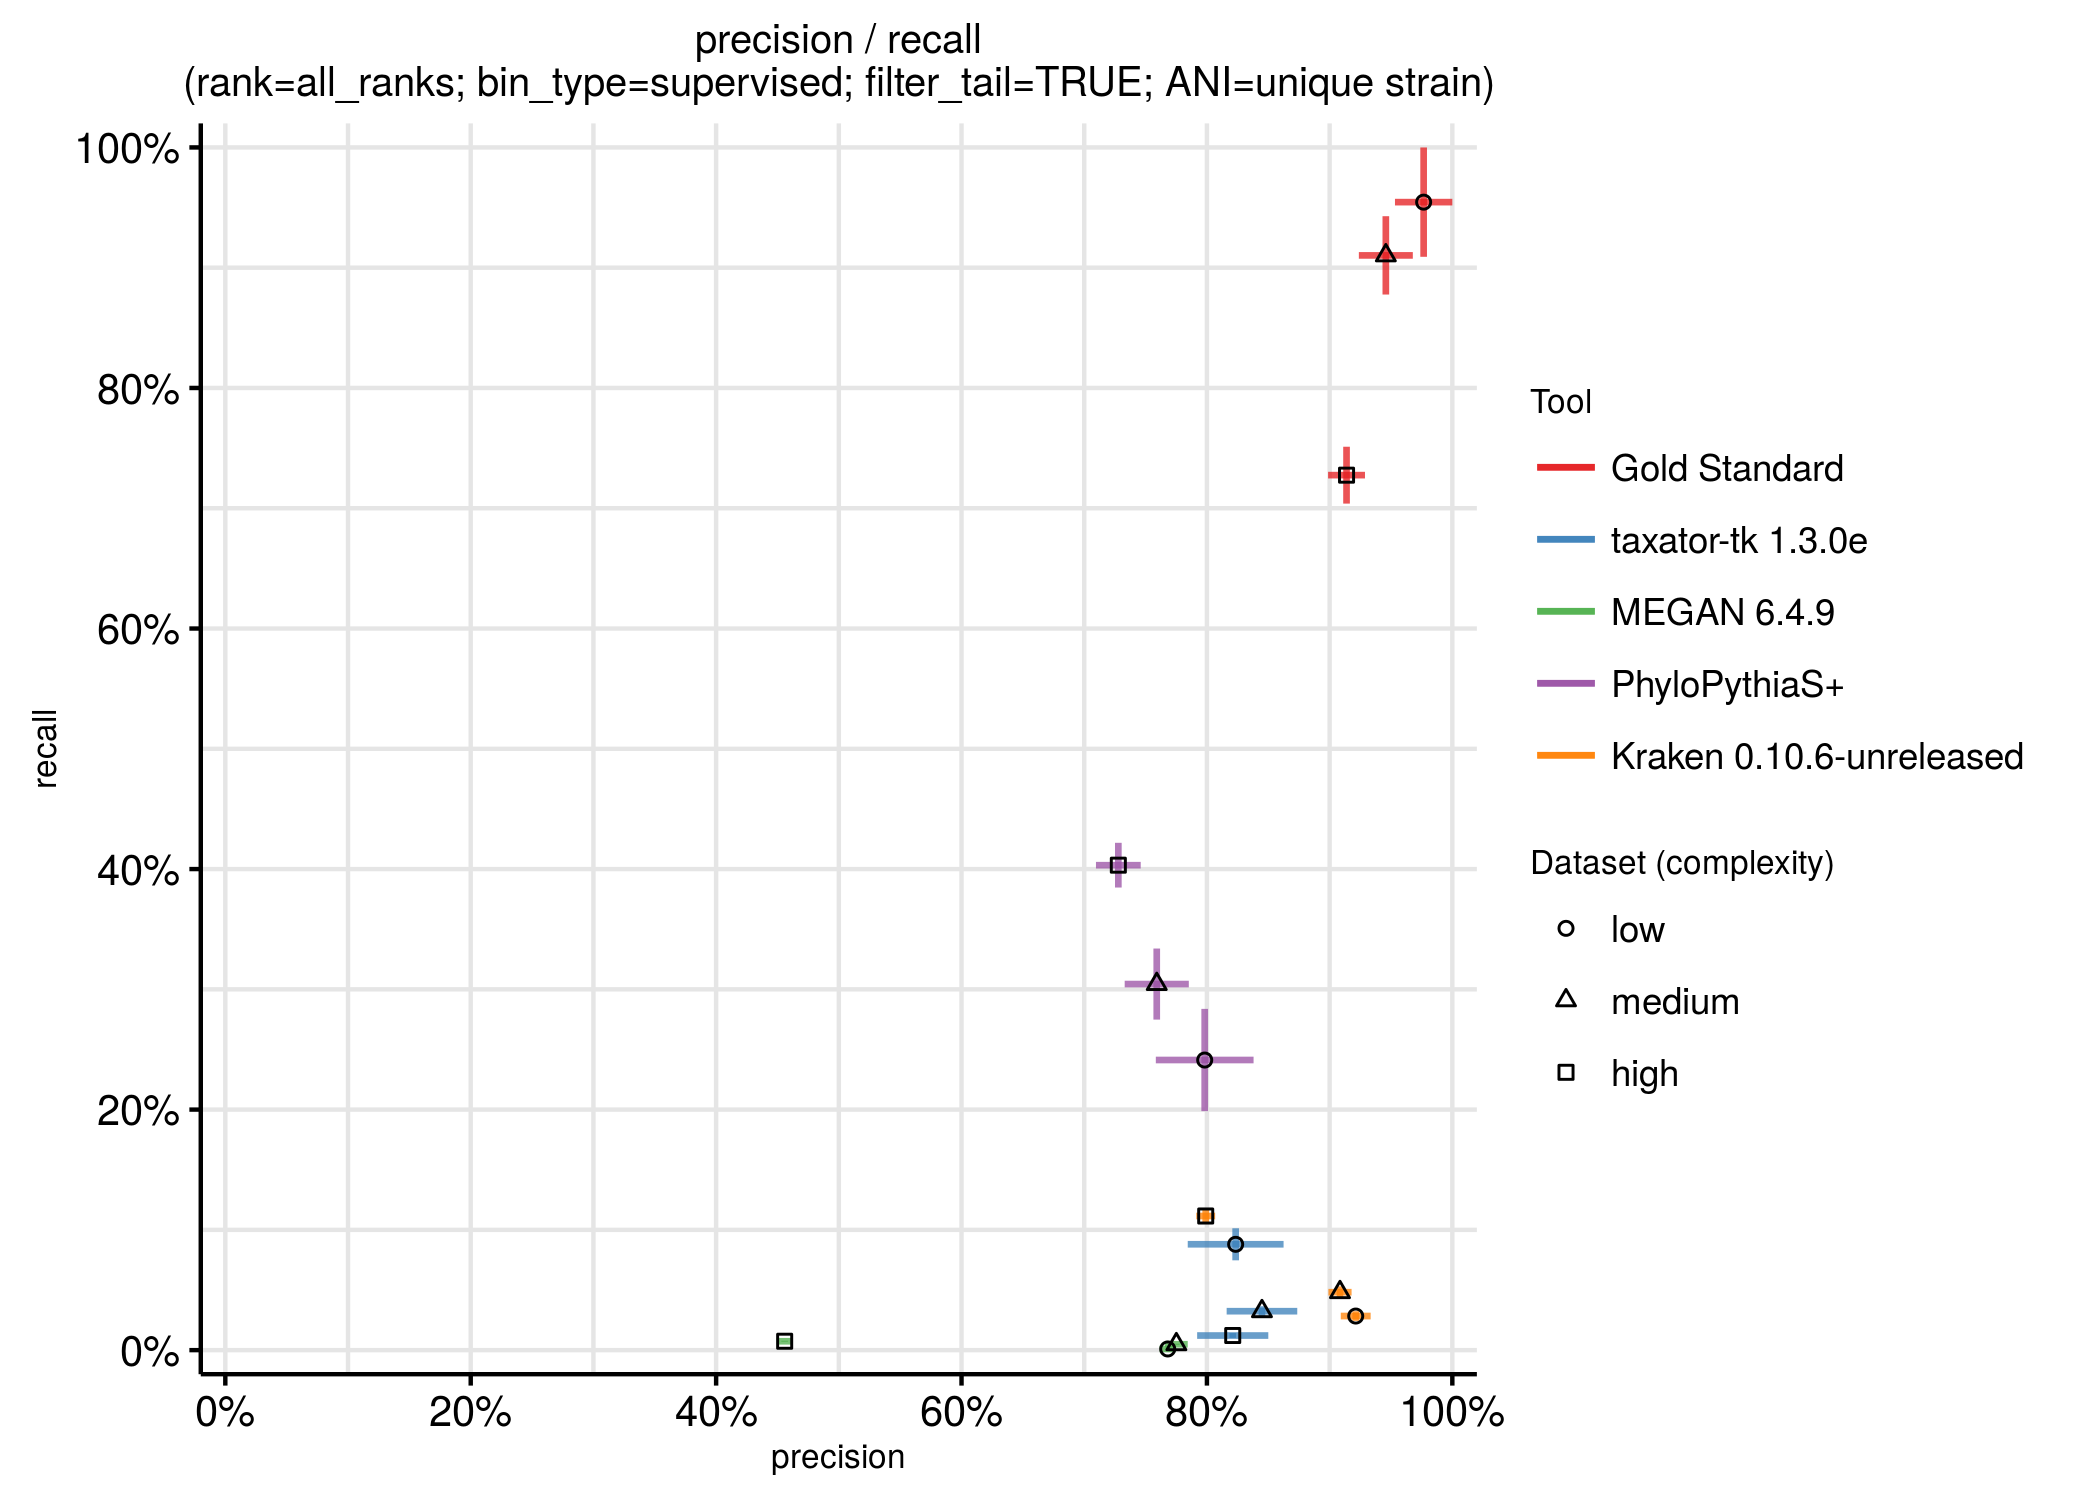 precision / recall
(rank=all_ranks; bin_type=supervised; filter_tail=TRUE; ANI=unique strain)
100%
80%
60%
40%
20%
0%
recall
0%
20%
40%
60%
80%
100%
precision
Tool
Gold Standard
taxator-tk 1.3.0e
MEGAN 6.4.9
PhyloPythiaS+
Kraken 0.10.6-unreleased
Dataset (complexity)
low
medium
high